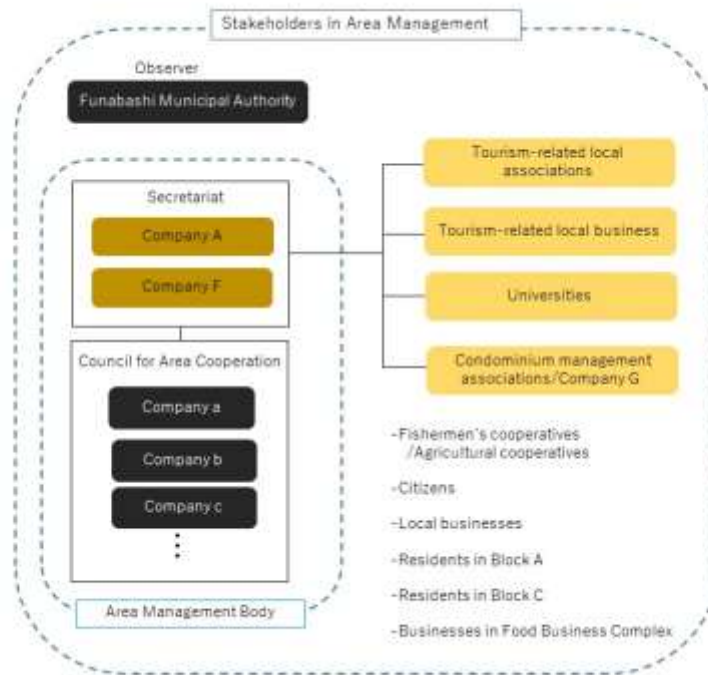 Stakeholders in Area Management
Observer
Funabashi Municipal Authority
Secretariat
Company A
Company F
Council for Area Cooperation
Company a
Company b
Company c
Area Management Body
Tourism-related local
associations
Tourism-related local business
Universities
Condominium management
associations/Company G
-Fishermen's cooperatives
/Agricultural cooperatives
-Citizens
-Local businesses
-Residents in Block A
-Residents in Block C
-Businesses in Food Business Complex